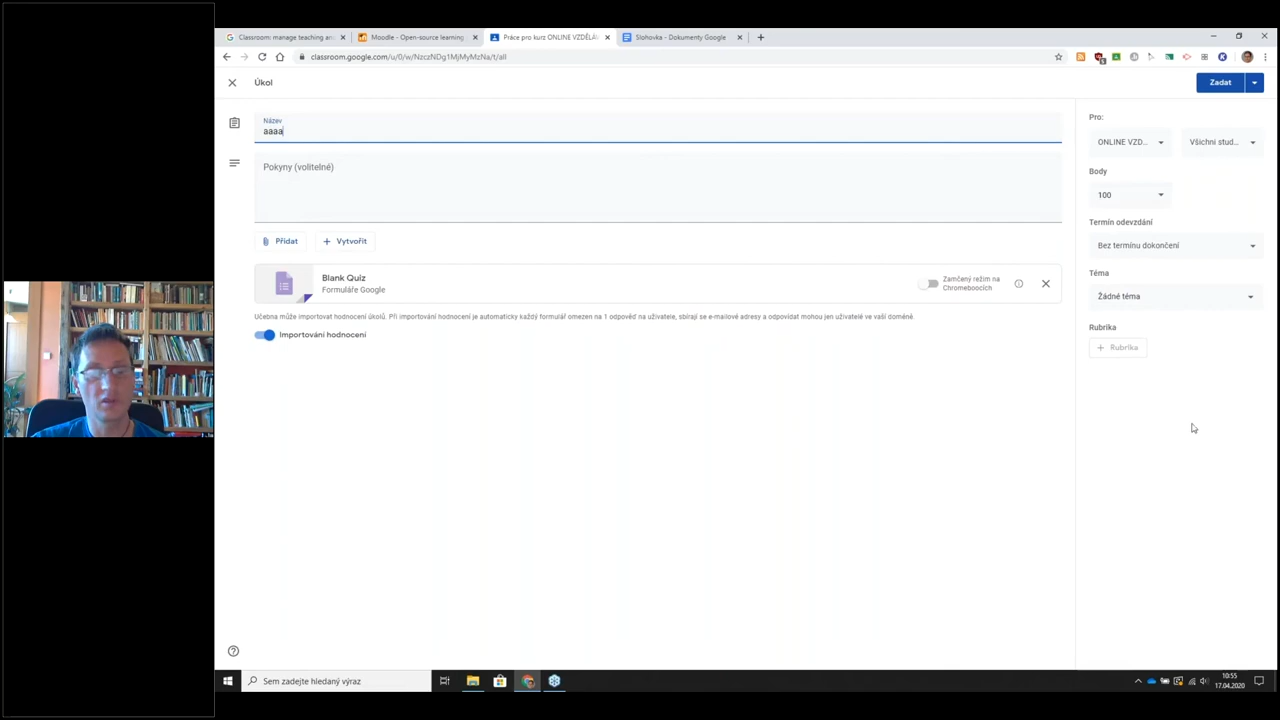 Classroom: manage teaching an
Moodle - Open-source learning
Práce pro kurz ONLINE VZDĚLÁV
Slohovka - Dokumenty Google
classroom.google.com/u/0/w/NzczNDg1MjMyMzNa/t/all
Úkol
Zadat
Název
aaaa
Pokyny (volitelné)
Přidat
Vytvořit
Blank Quiz
Formuláře Google
Zamčený režim na
Chromeboocích
Učebna může importovat hodnocení úkolů. Při importování hodnocení je automaticky každý formulář omezen na 1 odpověď na uživatele, sbírají se e-mailové adresy a odpovídat mohou jen uživatelé ve vaší doméně.
Importování hodnocení
Pro:
ONLINE VZD...
Všichni stud...
Body
100
Termín odevzdání
Bez termínu dokončení
Téma
Žádné téma
Rubrika
Rubrika
Sem zadejte hledaný výraz
10:55
17.04.2020